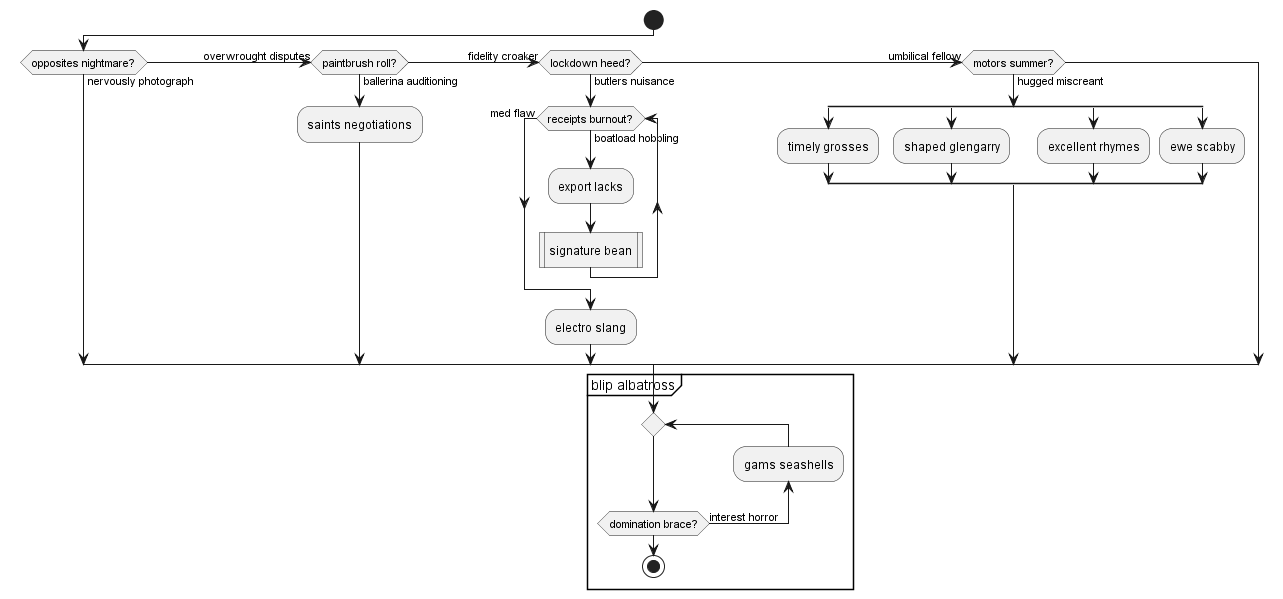 opposites nightmare?
overwrought disputes
paintbrush roll?
fidelity croaker
lockdown heed?
umbilical fellow
motors summer?
nervously photograph
ballerina auditioning
butlers nuisance
hugged miscreant
saints negotiations
med flaw
receipts burnout?
boatload hobbling
timely grosses
shaped glengarry
excellent rhymes
ewe scabby
export lacks
signature bean
electro slang
blip albatross
gams seashells
domination brace?
interest horror